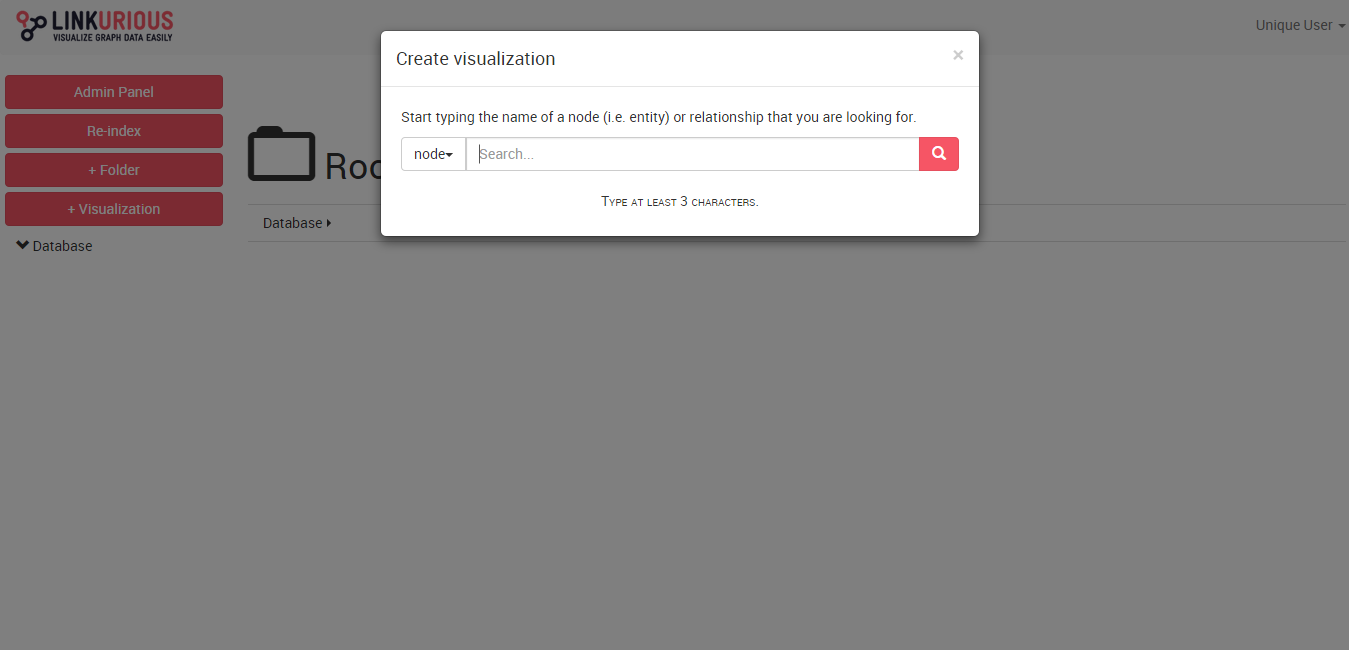 LINKURIOUS
VISUALIZE GRAPH DATA EASILY
Unique User
Create visualization
×
Admin Panel
Re-index
+ Folder
+ Visualization
Database
Start typing the name of a node (i.e. entity) or relationship that you are looking for.
node
Search...
Type at least 3 characters.
Database